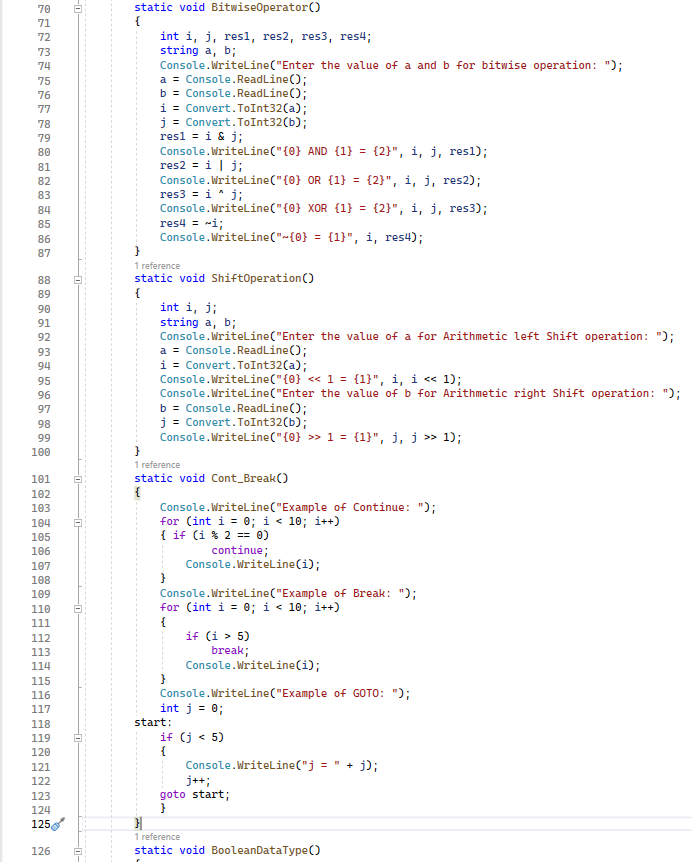 70 static void BitwiseOperator()
71 {
72 int i, j, res1, res2, res3, res4;
73 string a, b;
74 Console.WriteLine("Enter the value of a and b for bitwise operation: ");
75 a = Console.ReadLine();
76 b = Console.ReadLine();
77 i = Convert.ToInt32(a);
78 j = Convert.ToInt32(b);
79 res1 = i & j;
80 Console.WriteLine("{0} AND {1} = {2}", i, j, res1);
81 res2 = i | j;
82 Console.WriteLine("{0} OR {1} = {2}", i, j, res2);
83 res3 = i ^ j;
84 Console.WriteLine("{0} XOR {1} = {2}", i, j, res3);
85 res4 = ~i;
86 Console.WriteLine("~{0} = {1}", i, res4);
87 }
1 reference
88 static void ShiftOperation()
89 {
90 int i, j;
91 string a, b;
92 Console.WriteLine("Enter the value of a for Arithmetic left Shift operation: ");
93 a = Console.ReadLine();
94 i = Convert.ToInt32(a);
95 Console.WriteLine("{0} << 1 = {1}", i, i << 1);
96 Console.WriteLine("Enter the value of b for Arithmetic right Shift operation: ");
97 b = Console.ReadLine();
98 j = Convert.ToInt32(b);
99 Console.WriteLine("{0} >> 1 = {1}", j, j >> 1);
100 }
1 reference
101 static void Cont_Break()
102 {
103 Console.WriteLine("Example of Continue: ");
104 for (int i = 0; i < 10; i++)
105 { if (i % 2 == 0)
106 continue;
107 Console.WriteLine(i);
108 }
109 Console.WriteLine("Example of Break: ");
110 for (int i = 0; i < 10; i++)
111 {
112 if (i > 5)
113 break;
114 Console.WriteLine(i);
115 }
116 Console.WriteLine("Example of GOTO: ");
117 int j = 0;
118 start:
119 if (j < 5)
120 {
121 Console.WriteLine("j = " + j);
122 j++;
123 goto start;
124 }
125 }
1 reference
126 static void BooleanDataType()